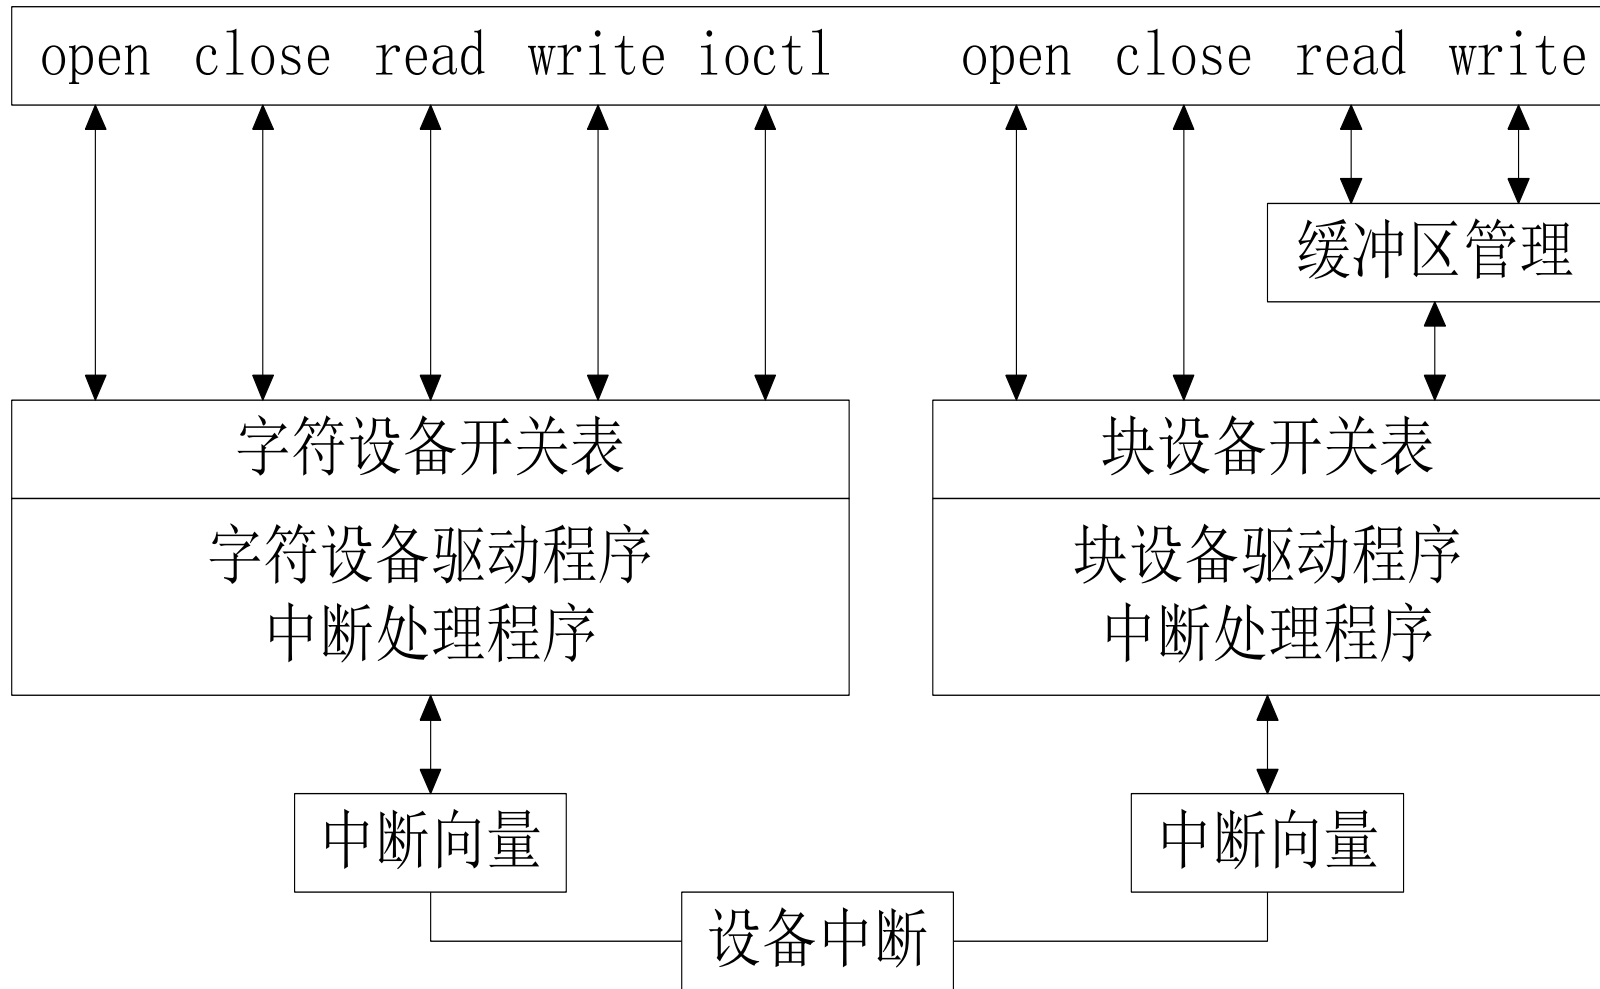 open close read write ioctl open close read write
缓冲区管理
字符设备开关表 块设备开关表
字符设备驱动程序 块设备驱动程序
中断处理程序 中断处理程序
中断向量 中断向量
设备中断